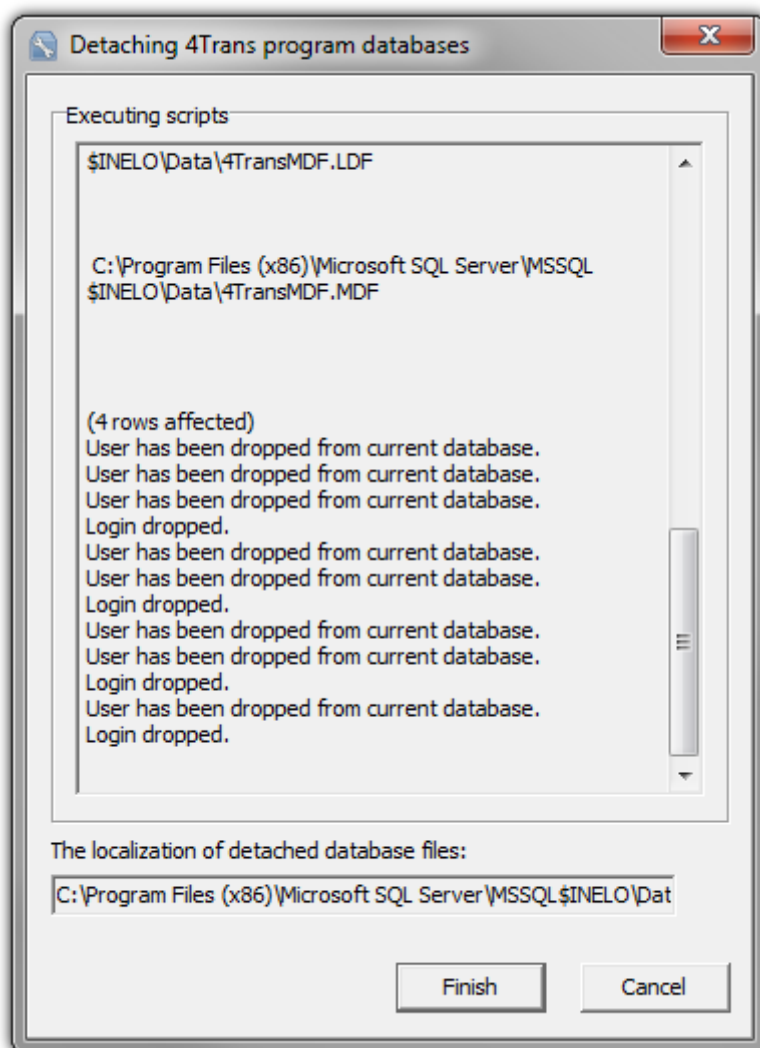 Detaching 4Trans program databases
Executing scripts
$INELO\Data\4TransMDF.LDF
C:\Program Files (x86)\Microsoft SQL Server\MSSQL
$INELO\Data\4TransMDF.MDF
(4 rows affected)
User has been dropped from current database.
User has been dropped from current database.
User has been dropped from current database.
Login dropped.
User has been dropped from current database.
User has been dropped from current database.
Login dropped.
User has been dropped from current database.
User has been dropped from current database.
Login dropped.
User has been dropped from current database.
Login dropped.
The localization of detached database files:
C:\Program Files (x86)\Microsoft SQL Server\MSSQL$INELO\Dat
Finish
Cancel